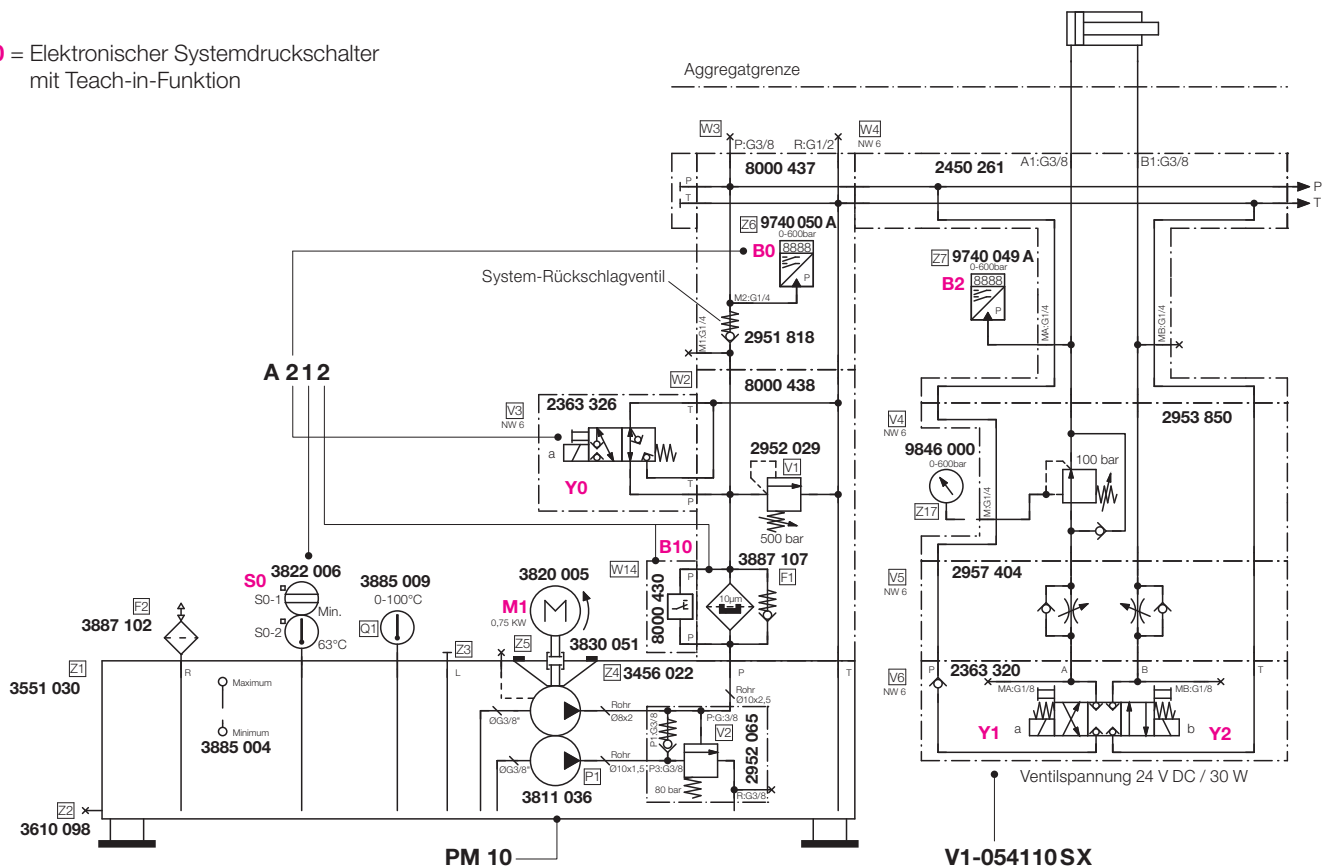 0 = Elektronischer Systemdruckschalter
mit Teach-in-Funktion
Aggregatgrenze
W3
P:G3/8
R:G1/2
W4
NW 6
A1:G3/8
B1:G3/8
8000 437
2450 261
P
T
P
T
Z6 9740 050 A
0-600bar
8888
B0
P
Z7 9740 049 A
0-600bar
8888
B2
P
System-Rückschlagventil
M2:G1/4
M1:G1/4
2951 818
MA:G1/4
MB:G1/4
A 212
W2
8000 438
V3
NW 6
2363 326
T
a
Y0
T
P
2952 029
V1
500 bar
V4
NW 6
2953 850
9846 000
0-600bar
Z17
M:G1/4
100 bar
B10
W14
8000 430
P
P
3887 107
F1
10µm
V5
NW 6
2957 404
S0
3822 006
S0-1
Min.
S0-2
63°C
3885 009
0-100°C
Q1
3820 005
M1
M
0,75 KW
F2
3887 102
Z3
Z5
3830 051
Z1
3551 030
R
L
Z4 3456 022
P
T
Maximum
Minimum
3885 004
ØG3/8"
Rohr
Ø8x2
Rohr
Ø10x2,5
P1:G3/8
P:G:3/8
V2
2952 065
ØG3/8"
Rohr
Ø10x1,5
P3:G3/8
P1
80 bar
R:G3/8
3811 036
V6
NW 6
P
2363 320
A
B
T
MA:G1/8
MB:G1/8
Y1
a
b
Y2
Ventilspannung 24 V DC / 30 W
Z2
3610 098
PM 10
V1-054110 SX